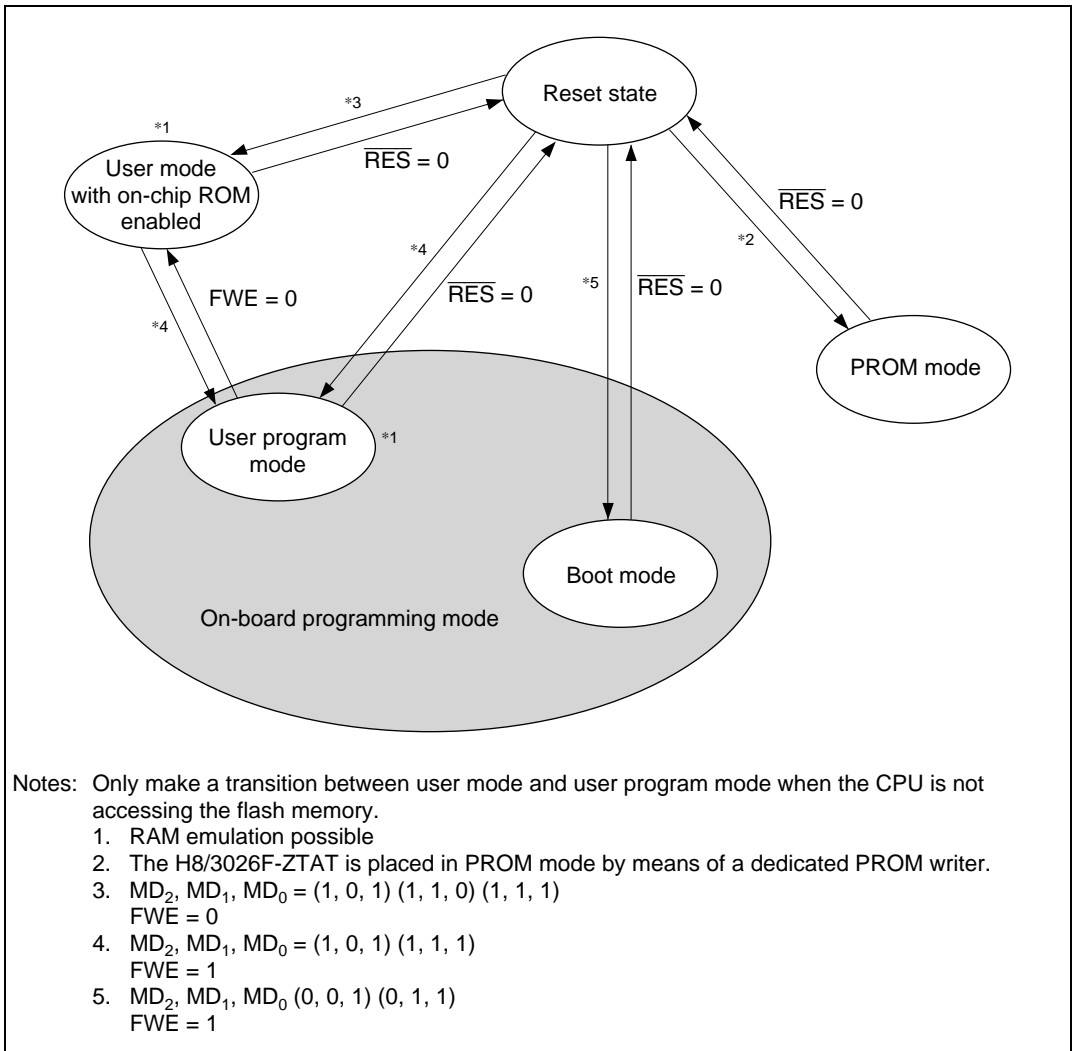 Reset state
*3
*1
RES = 0
User mode
with on-chip ROM
enabled
RES = 0
*2
*4
RES = 0
*5
RES = 0
FWE = 0
*4
PROM mode
User program
mode
*1
Boot mode
On-board programming mode
Notes: Only make a transition between user mode and user program mode when the CPU is not
accessing the flash memory.
1. RAM emulation possible
2. The H8/3026F-ZTAT is placed in PROM mode by means of a dedicated PROM writer.
3. MD2, MD1, MD0 = (1, 0, 1) (1, 1, 0) (1, 1, 1)
FWE = 0
4. MD2, MD1, MD0 = (1, 0, 1) (1, 1, 1)
FWE = 1
5. MD2, MD1, MD0 (0, 0, 1) (0, 1, 1)
FWE = 1